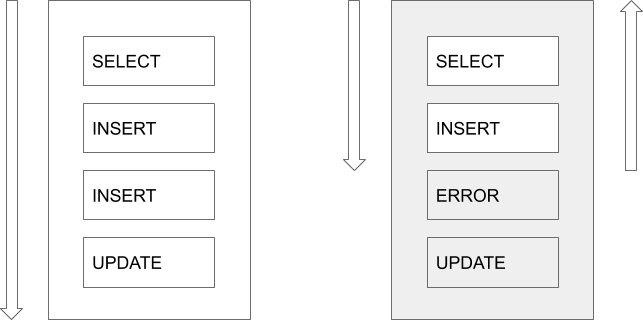 SELECT
INSERT
INSERT
UPDATE
SELECT
INSERT
ERROR
UPDATE